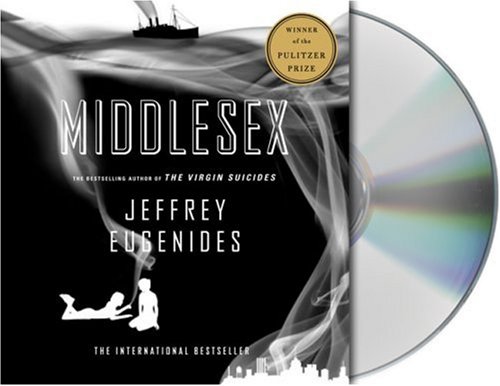 WINNER
of the
PULITZER
PRIZE
MIDDLESEX
THE BESTSELLING AUTHOR OF THE VIRGIN SUICIDES
JEFFREY
EUGENIDES
THE INTERNATIONAL BESTSELLER